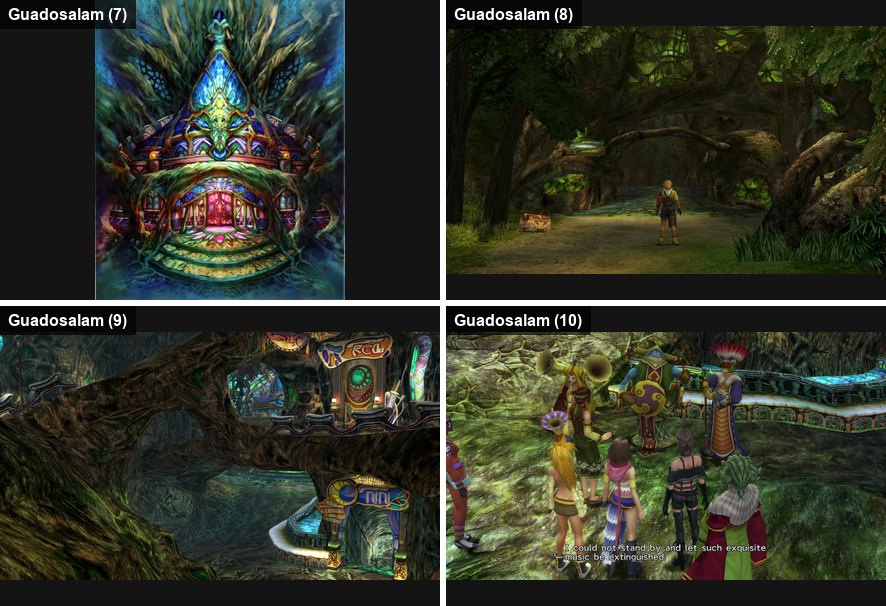 Guadosalam (7)
Guadosalam (8)
Guadosalam (9)
Guadosalam (10)
I could not stand by and let such exquisite
music be extinguished.